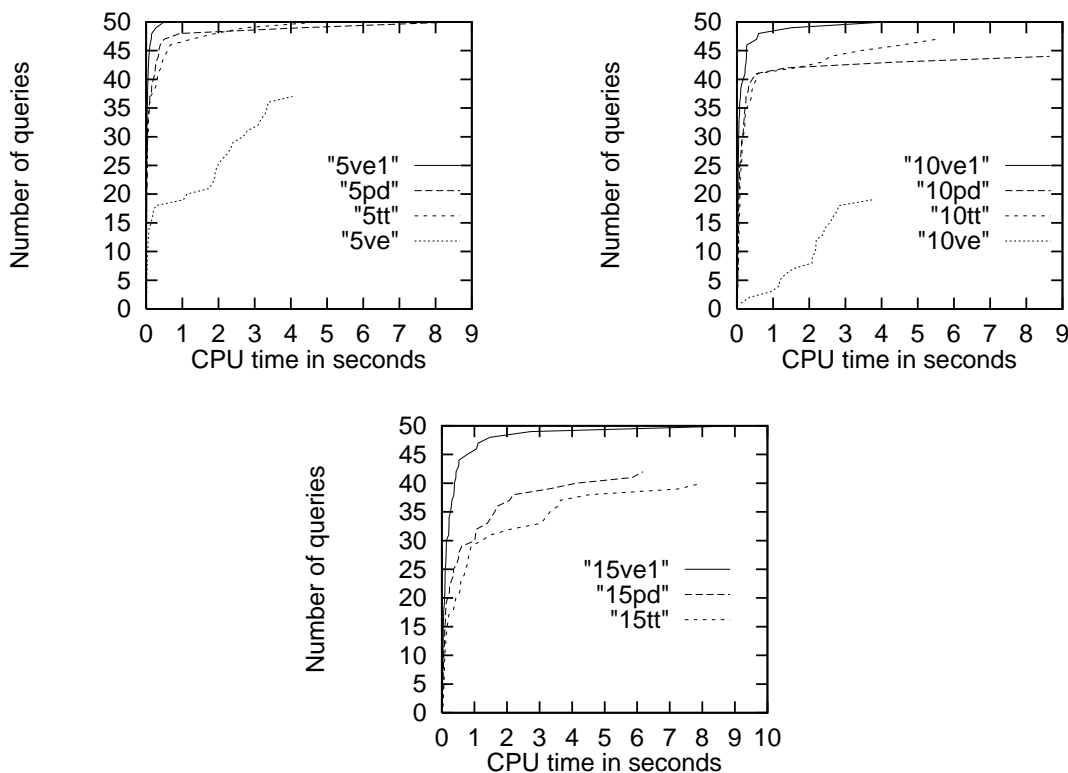 Number of queries
50
45
40
35
30
25
20
15
10
5
0
"5ve1"
"5pd"
"5tt"
"5ve"
0 1 2 3 4 5 6 7 8 9
CPU time in seconds
Number of queries
50
45
40
35
30
25
20
15
10
5
0
"10ve1"
"10pd"
"10tt"
"10ve"
0 1 2 3 4 5 6 7 8 9
CPU time in seconds
Number of queries
50
45
40
35
30
25
20
15
10
5
0
"15ve1"
"15pd"
"15tt"
0 1 2 3 4 5 6 7 8 9 10
CPU time in seconds